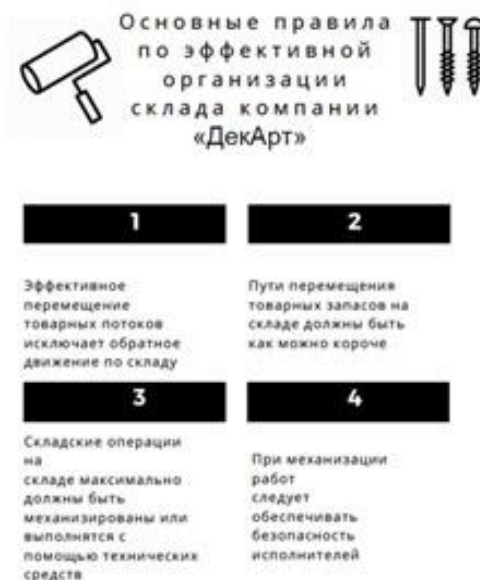 Основные правила
по эффективной
организации
склада компании
«ДекАрт»
1
Эффективное
перемещение
товарных потоков
исключает обратное
движение по складу
2
Пути перемещения
товарных запасов на
складе должны быть
как можно короче
3
Складские операции
на
складе максимально
должны быть
механизированы или
выполнятся с
помощью технических
средств
4
При механизации
работ
следует
обеспечивать
безопасность
исполнителей